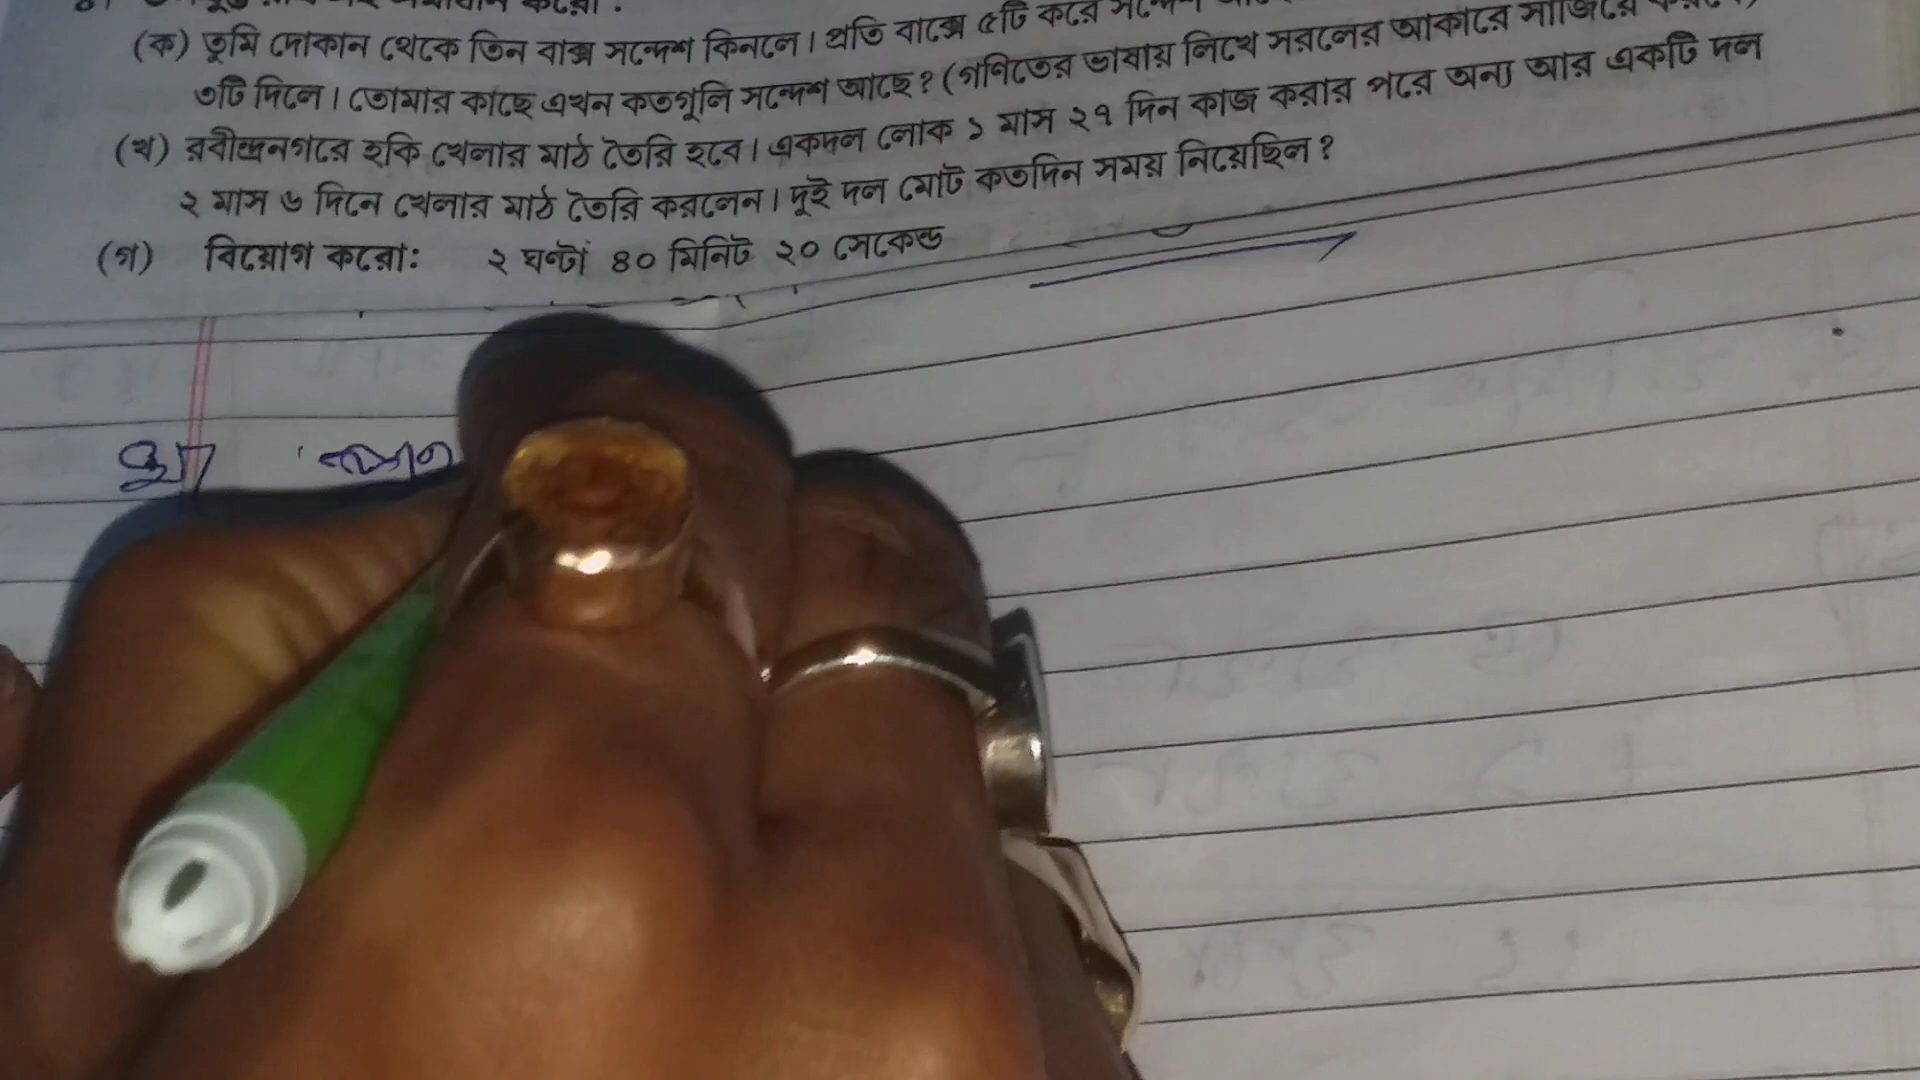 (ক) তুমি দোকান থেকে তিন বাক্স সন্দেশ কিনলে। প্রতি বাক্সে ৫টি করে
৩টি দিলে। তোমার কাছে এখন কতগুলি সন্দেশ আছে? (গণিতের ভাষায় লিখে সরলের আকারে সাজিয়ে
(খ) রবীন্দ্রনগরে হকি খেলার মাঠ তৈরি হবে। একদল লোক ১ মাস ২৭ দিন কাজ করার পরে অন্য আর একটি দল
২ মাস ৬ দিনে খেলার মাঠ তৈরি করলেন। দুই দল মোট কতদিন সময় নিয়েছিল?
(গ) বিয়োগ করো: ২ ঘন্টা ৪০ মিনিট ২০ সেকেন্ড